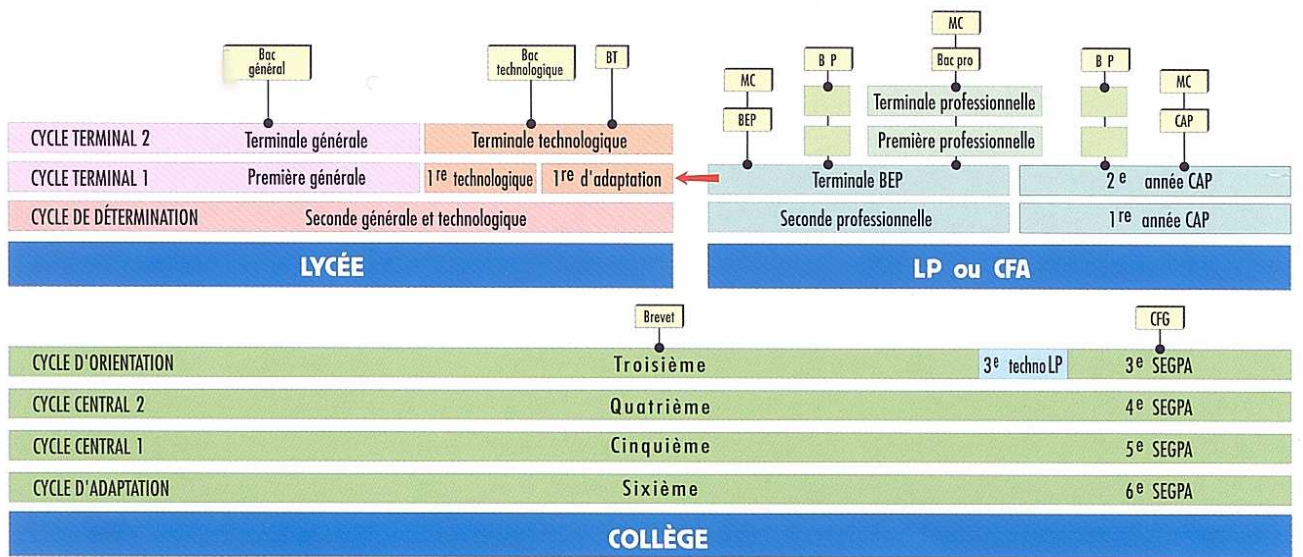 MC
Bac général
Bac technologique
BT
B P
Bac pro
B P
MC
MC
BEP
Terminale professionnelle
CAP
CYCLE TERMINAL 2 Terminale générale Terminale technologique
Première professionnelle
CYCLE TERMINAL 1 Première générale 1re technologique 1re d'adaptation Terminale BEP 2e année CAP
CYCLE DE DÉTERMINATION Seconde générale et technologique Seconde professionnelle 1re année CAP
LYCÉE LP ou CFA
Brevet CFG
CYCLE D'ORIENTATION Troisième 3e techno LP 3e SEGPA
CYCLE CENTRAL 2 Quatrième 4e SEGPA
CYCLE CENTRAL 1 Cinquième 5e SEGPA
CYCLE D'ADAPTATION Sixième 6e SEGPA
COLLÈGE